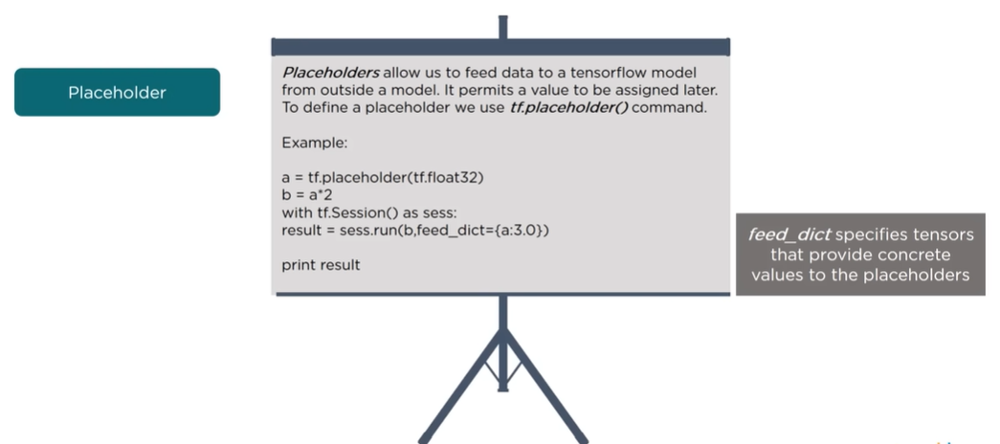 Placeholder
Placeholders allow us to feed data to a tensorflow model
from outside a model. It permits a value to be assigned later.
To define a placeholder we use tf.placeholder() command.
Example:
a = tf.placeholder(tf.float32)
b = a*2
with tf.Session() as sess:
result = sess.run(b,feed_dict={a:3.0})
print result
feed_dict specifies tensors
that provide concrete
values to the placeholders